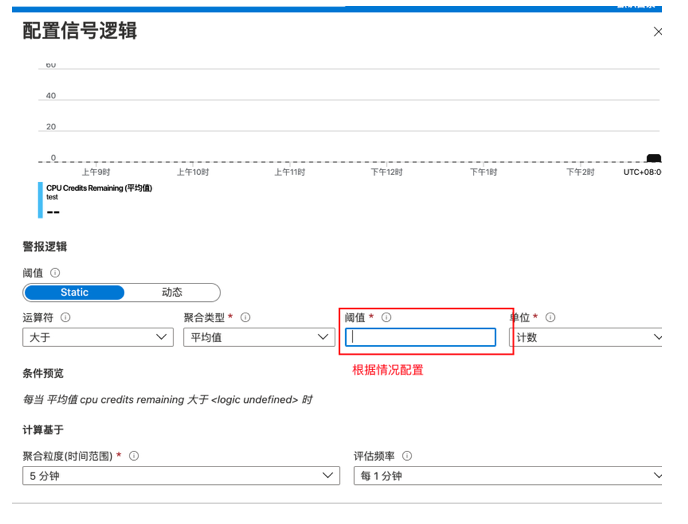 配置信号逻辑
60
40
20
0
上午9时 上午10时 上午11时 下午12时 下午1时 下午2时 UTC+08:0
CPU Credits Remaining (平均值)
test
--
警报逻辑
阈值
Static 动态
运算符 聚合类型 * 阈值 * 单位 *
大于 平均值 计数
根据情况配置
条件预览
每当 平均值 cpu credits remaining 大于 <logic undefined> 时
计算基于
聚合粒度(时间范围) * 评估频率
5 分钟 每 1 分钟